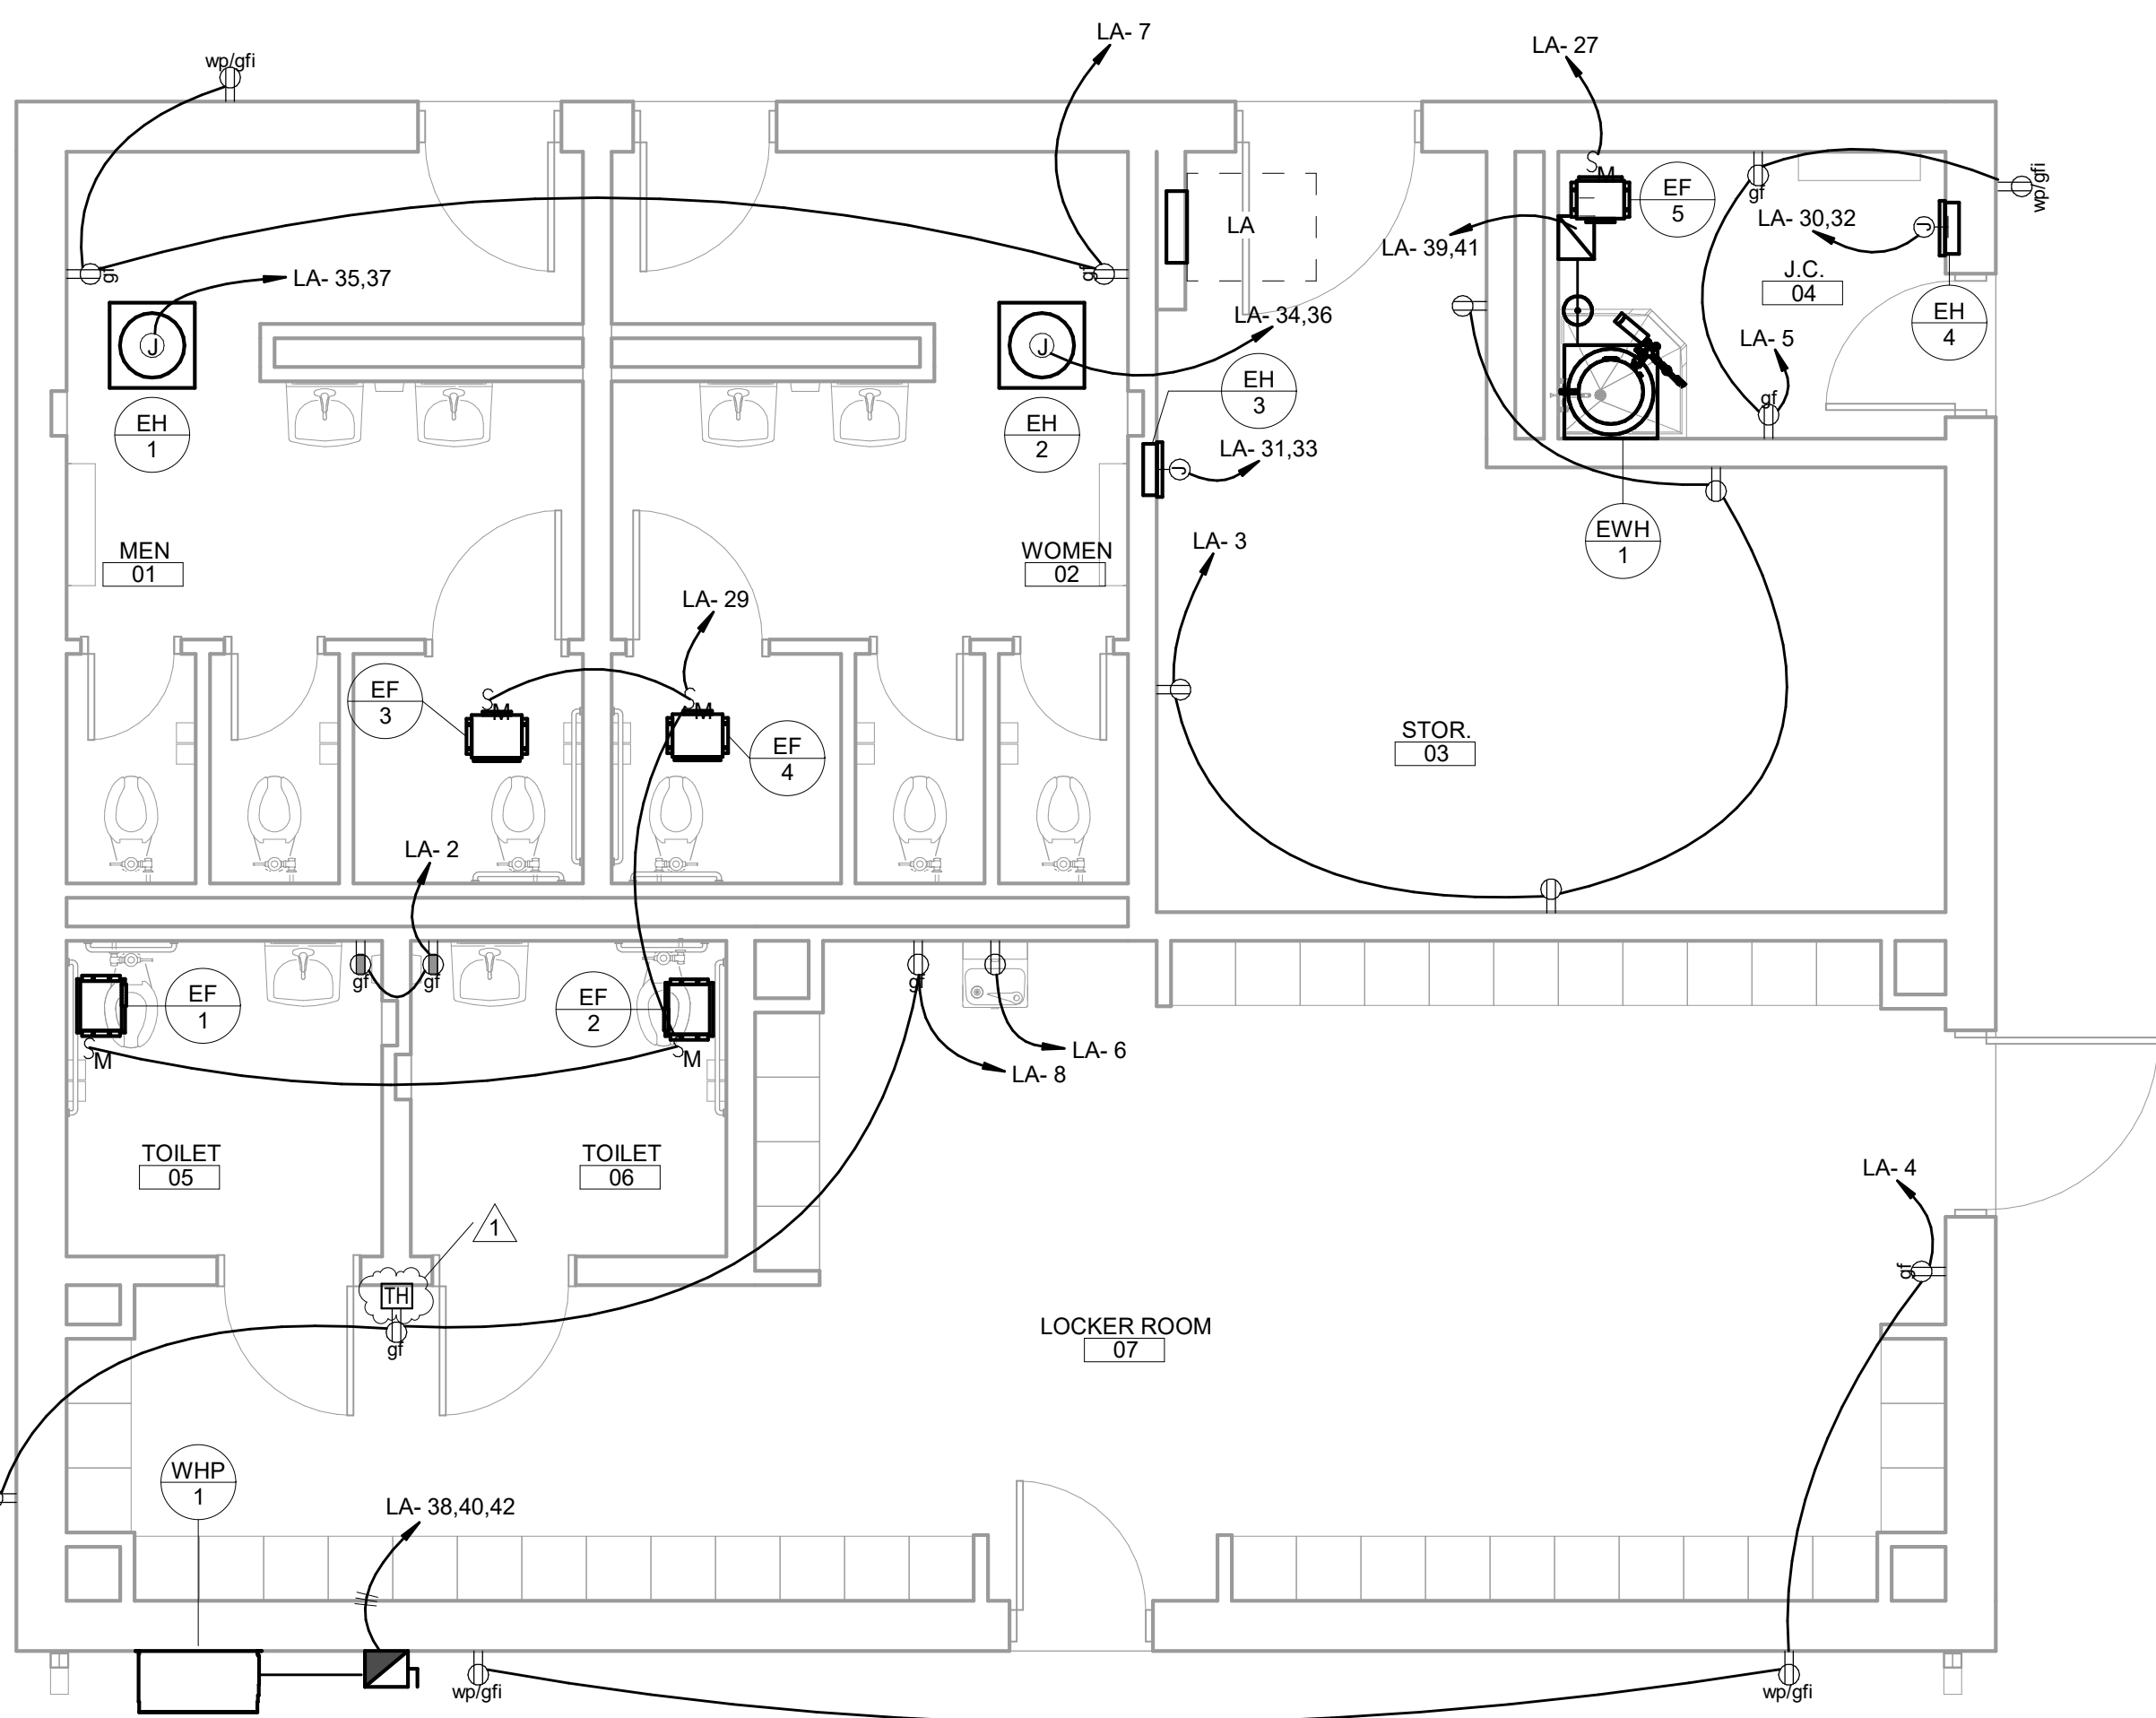 LA- 7
LA- 27
wp/gfi
S
M
EF
5
gf
wp/gfi
LA- 30,32
J
LA
LA- 39,41
gf
LA- 35,37
gf
J.C.
04
LA- 34,36
EH
4
J
J
LA- 5
EH
3
gf
EH
1
EH
2
LA- 31,33
J
EWH
1
LA- 3
MEN
01
WOMEN
02
LA- 29
EF
3
S
M
S
M
EF
4
STOR.
03
LA- 2
gf
gf
gf
EF
1
EF
2
S
M
S
M
LA- 6
LA- 8
TOILET
05
TOILET
06
LA- 4
1
gf
TH
gf
LOCKER ROOM
07
WHP
1
LA- 38,40,42
wp/gfi
wp/gfi